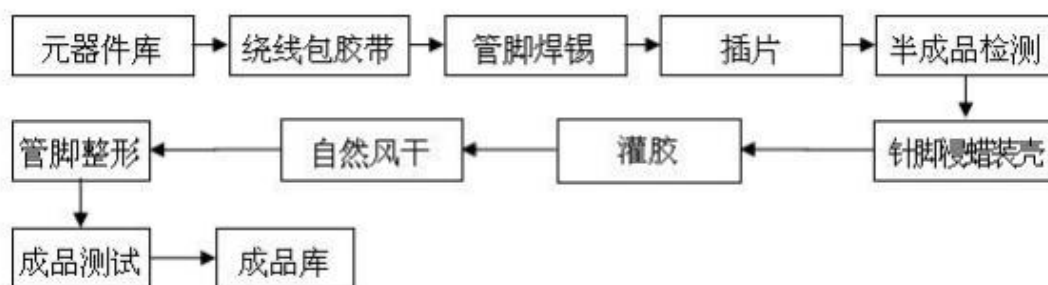 元器件库
绕线包胶带
管脚焊锡
插片
半成品检测
针脚浸蜡装壳
灌胶
自然风干
管脚整形
成品测试
成品库